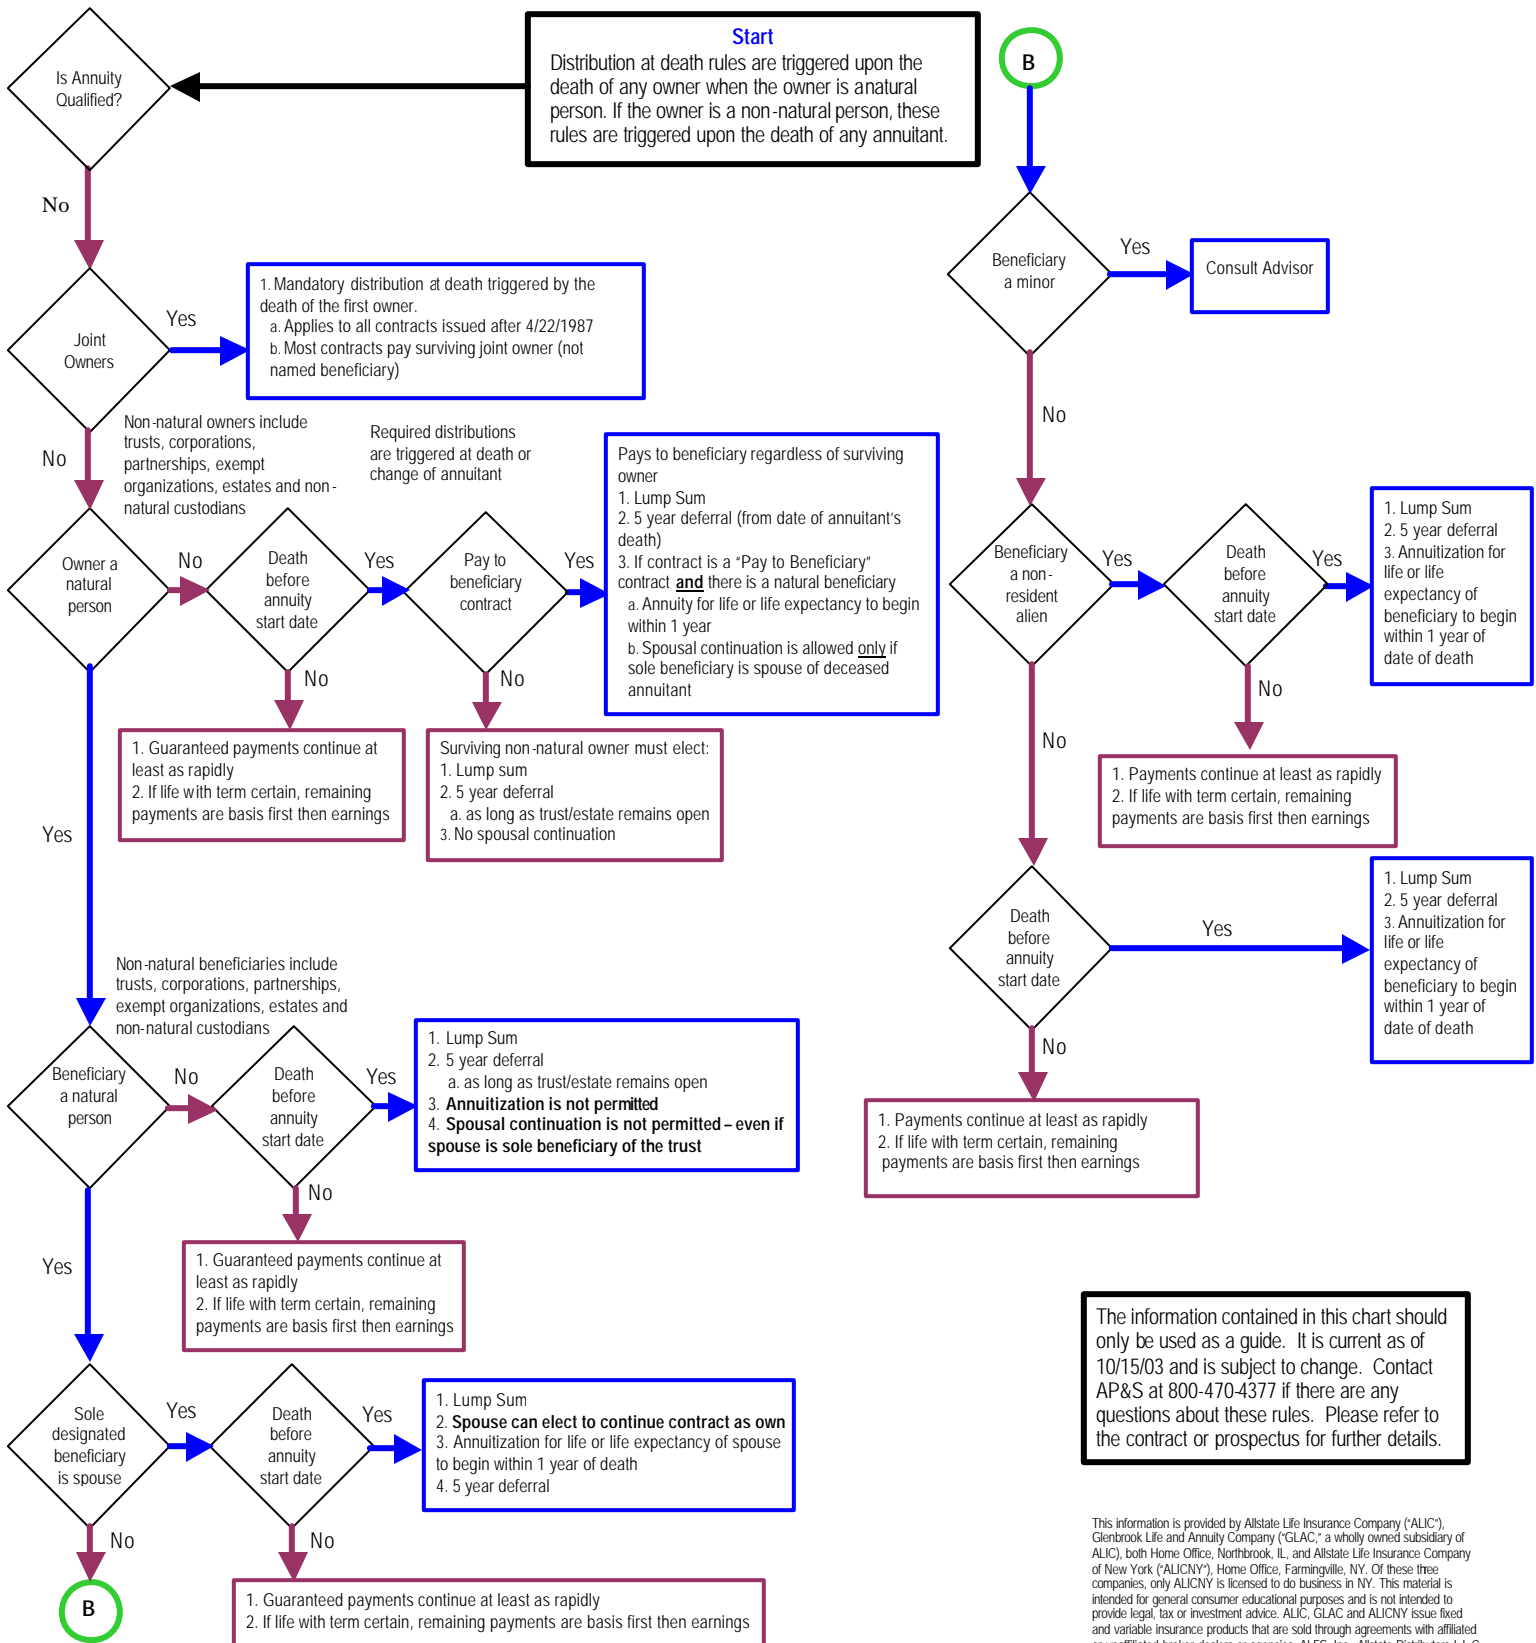 Start
Distribution at death rules are triggered upon the
death of any owner when the owner is anatural
person. If the owner is a non-natural person, these
rules are triggered upon the death of any annuitant.
Is Annuity
Qualified?
No
Joint
Owners
Yes
1. Mandatory distribution at death triggered by the
death of the first owner.
a. Applies to all contracts issued after 4/22/1987
b. Most contracts pay surviving joint owner (not
named beneficiary)
No
Non-natural owners include
trusts, corporations,
partnerships, exempt
organizations, estates and non-
natural custodians
Required distributions
are triggered at death or
change of annuitant
Owner a
natural
person
No
Death
before
annuity
start date
Yes
Pay to
beneficiary
contract
Yes
Pays to beneficiary regardless of surviving
owner
1. Lump Sum
2. 5 year deferral (from date of annuitant's
death)
3. If contract is a "Pay to Beneficiary"
contract and there is a natural beneficiary
a. Annuity for life or life expectancy to begin
within 1 year
b. Spousal continuation is allowed only if
sole beneficiary is spouse of deceased
annuitant
No
1. Guaranteed payments continue at
least as rapidly
2. If life with term certain, remaining
payments are basis first then earnings
No
Surviving non-natural owner must elect:
1. Lump sum
2. 5 year deferral
a. as long as trust/estate remains open
3. No spousal continuation
Yes
Non-natural beneficiaries include
trusts, corporations, partnerships,
exempt organizations, estates and
non-natural custodians
Beneficiary
a natural
person
No
Death
before
annuity
start date
Yes
1. Lump Sum
2. 5 year deferral
a. as long as trust/estate remains open
3. Annuitization is not permitted
4. Spousal continuation is not permitted – even if
spouse is sole beneficiary of the trust
No
1. Guaranteed payments continue at
least as rapidly
2. If life with term certain, remaining
payments are basis first then earnings
Yes
Sole
designated
beneficiary
is spouse
Yes
Death
before
annuity
start date
Yes
1. Lump Sum
2. Spouse can elect to continue contract as own
3. Annuitization for life or life expectancy of spouse
to begin within 1 year of death
4. 5 year deferral
No
1. Guaranteed payments continue at least as rapidly
2. If life with term certain, remaining payments are basis first then earnings
No
B
B
Beneficiary
a minor
Yes
Consult Advisor
No
Beneficiary
a non-
resident
alien
Yes
Death
before
annuity
start date
Yes
1. Lump Sum
2. 5 year deferral
3. Annuitization for
life or life
expectancy of
beneficiary to begin
within 1 year of
date of death
No
1. Payments continue at least as rapidly
2. If life with term certain, remaining
payments are basis first then earnings
No
Death
before
annuity
start date
Yes
1. Lump Sum
2. 5 year deferral
3. Annuitization for
life or life
expectancy of
beneficiary to begin
within 1 year of
date of death
No
1. Payments continue at least as rapidly
2. If life with term certain, remaining
payments are basis first then earnings
The information contained in this chart should
only be used as a guide. It is current as of
10/15/03 and is subject to change. Contact
AP&S at 800-470-4377 if there are any
questions about these rules. Please refer to
the contract or prospectus for further details.
This information is provided by Allstate Life Insurance Company ("ALIC"),
Glenbrook Life and Annuity Company ("GLAC," a wholly owned subsidiary of
ALIC), both Home Office, Northbrook, IL, and Allstate Life Insurance Company
of New York ("ALICNY"), Home Office, Farmingville, NY. Of these three
companies, only ALICNY is licensed to do business in NY. This material is
intended for general consumer educational purposes and is not intended to
provide legal, tax or investment advice. ALIC, GLAC and ALICNY issue fixed
and variable insurance products that are sold through agreements with affiliated